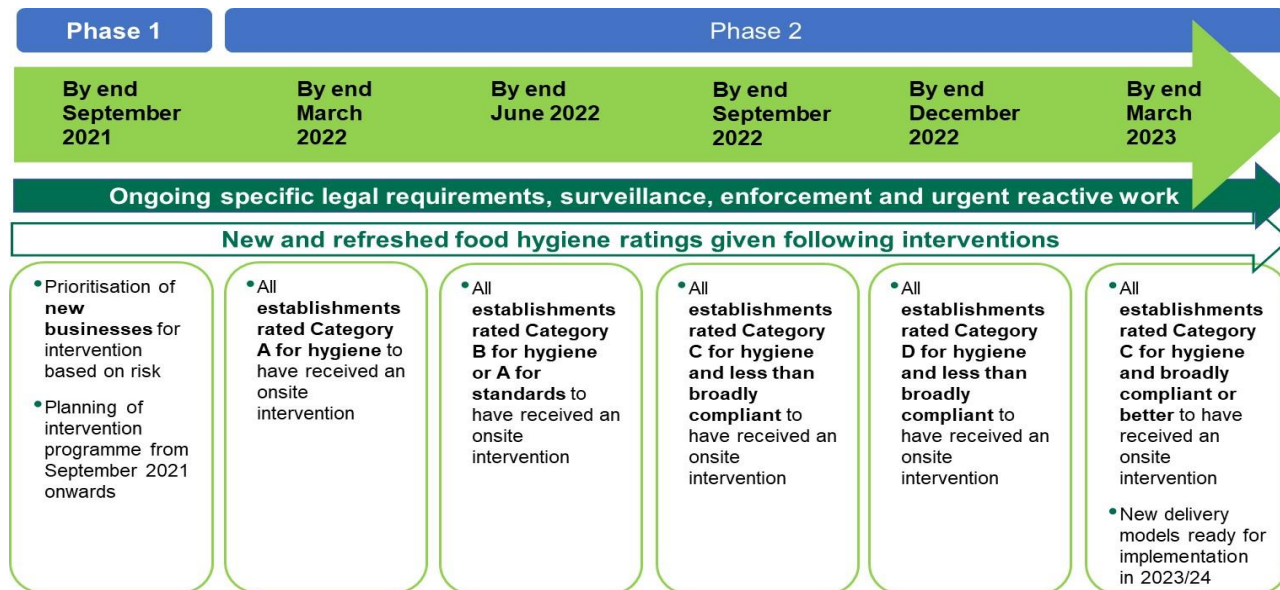 Phase 1
Phase 2
By end
September
2021
By end
March
2022
By end
June 2022
By end
September
2022
By end
December
2022
By end
March
2023
Ongoing specific legal requirements, surveillance, enforcement and urgent reactive work
New and refreshed food hygiene ratings given following interventions
•Prioritisation of
new
businesses for
intervention
based on risk
•Planning of
intervention
programme from
September 2021
onwards
•All
establishments
rated Category
A for hygiene to
have received an
onsite
intervention
•All
establishments
rated Category
B for hygiene
or A for
standards to
have received an
onsite
intervention
•All
establishments
rated Category
C for hygiene
and less than
broadly
compliant to
have received an
onsite
intervention
•All
establishments
rated Category
D for hygiene
and less than
broadly
compliant to
have received an
onsite
intervention
•All
establishments
rated Category
C for hygiene
and broadly
compliant or
better to have
received an
onsite
intervention
•New delivery
models ready for
implementation
in 2023/24